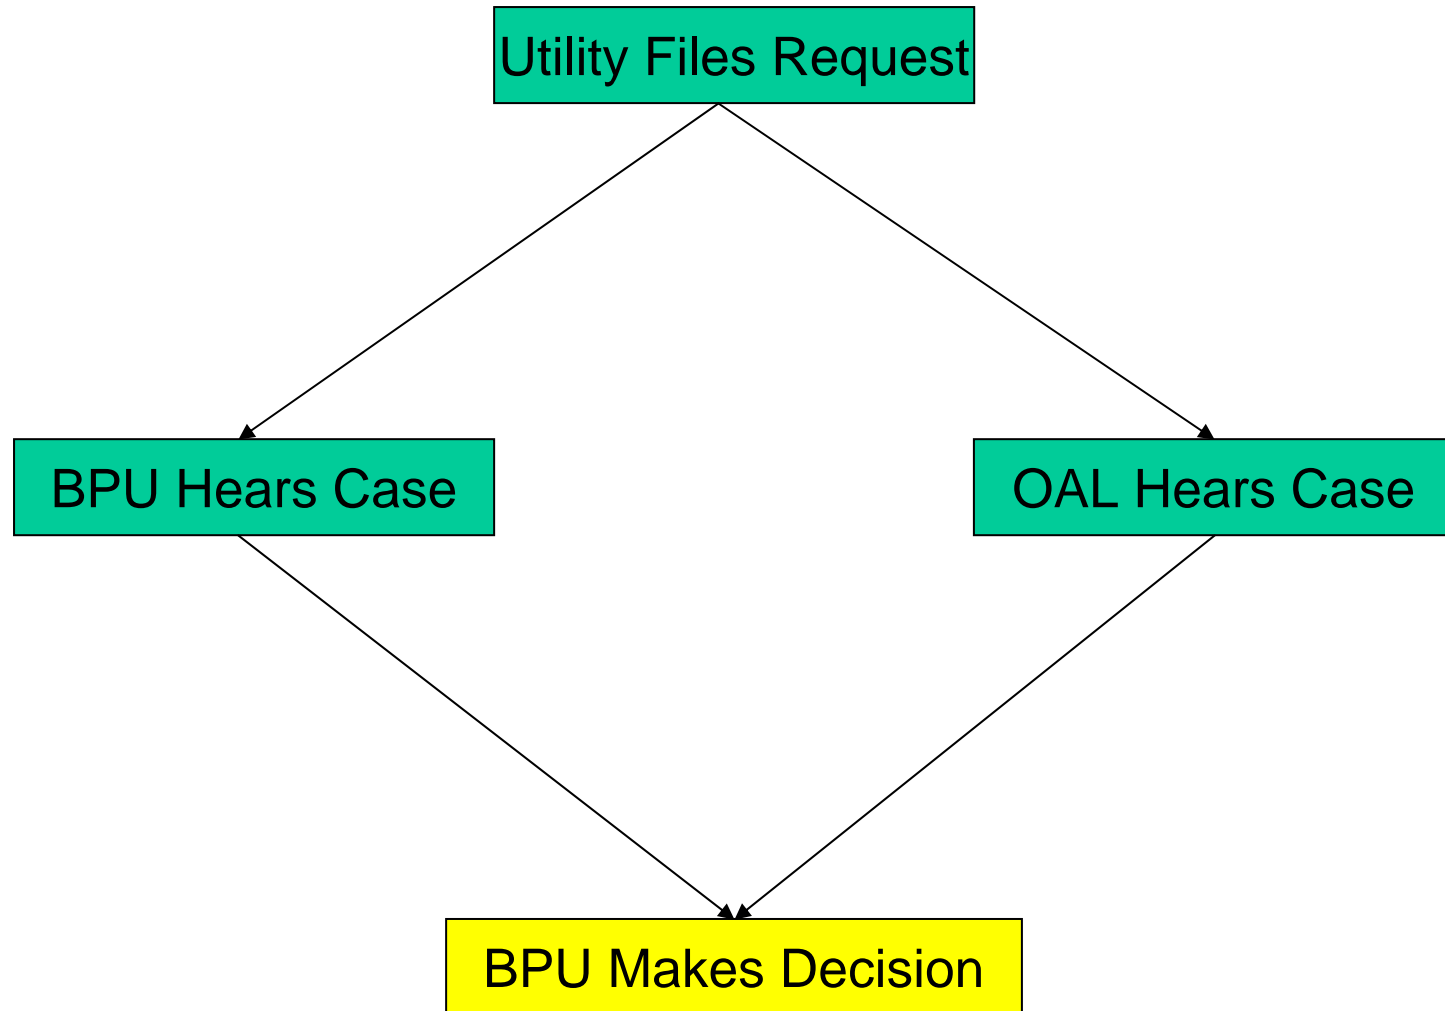 Utility Files Request
BPU Hears Case
OAL Hears Case
BPU Makes Decision